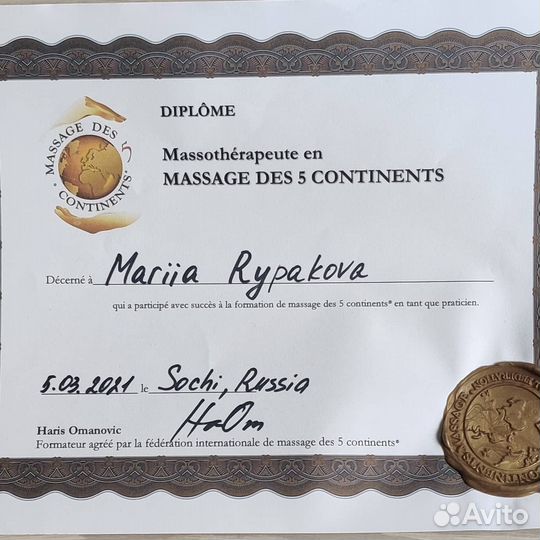 MASSAGE DES 5
CONTINENTS
DIPLÔME
Massothérapeute en
MASSAGE DES 5 CONTINENTS
Décerné à Mariia Rypakova
qui a participé avec succès à la formation de massage des 5 continents* en tant que praticien.
5.03.2021 le Sochi, Russia
HaOm
Haris Omanovic
Formateur agréé par la fédération internationale de massage des 5 continents*
MASSAGE
Avito